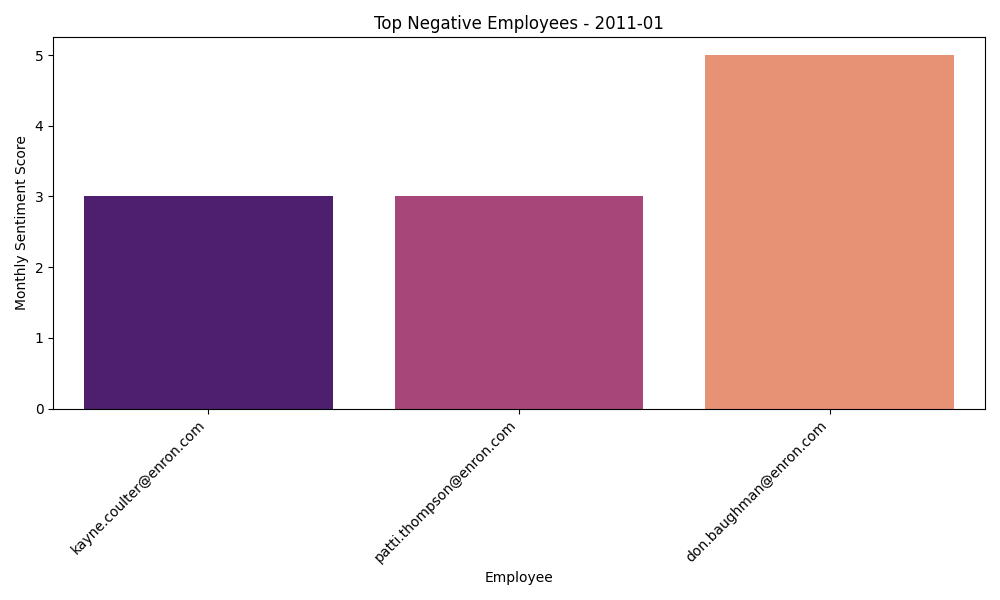 Top Negative Employees - 2011-01
Monthly Sentiment Score
5
4
3
2
1
0
kayne.coulter@enron.com
patti.thompson@enron.com
don.baughman@enron.com
Employee